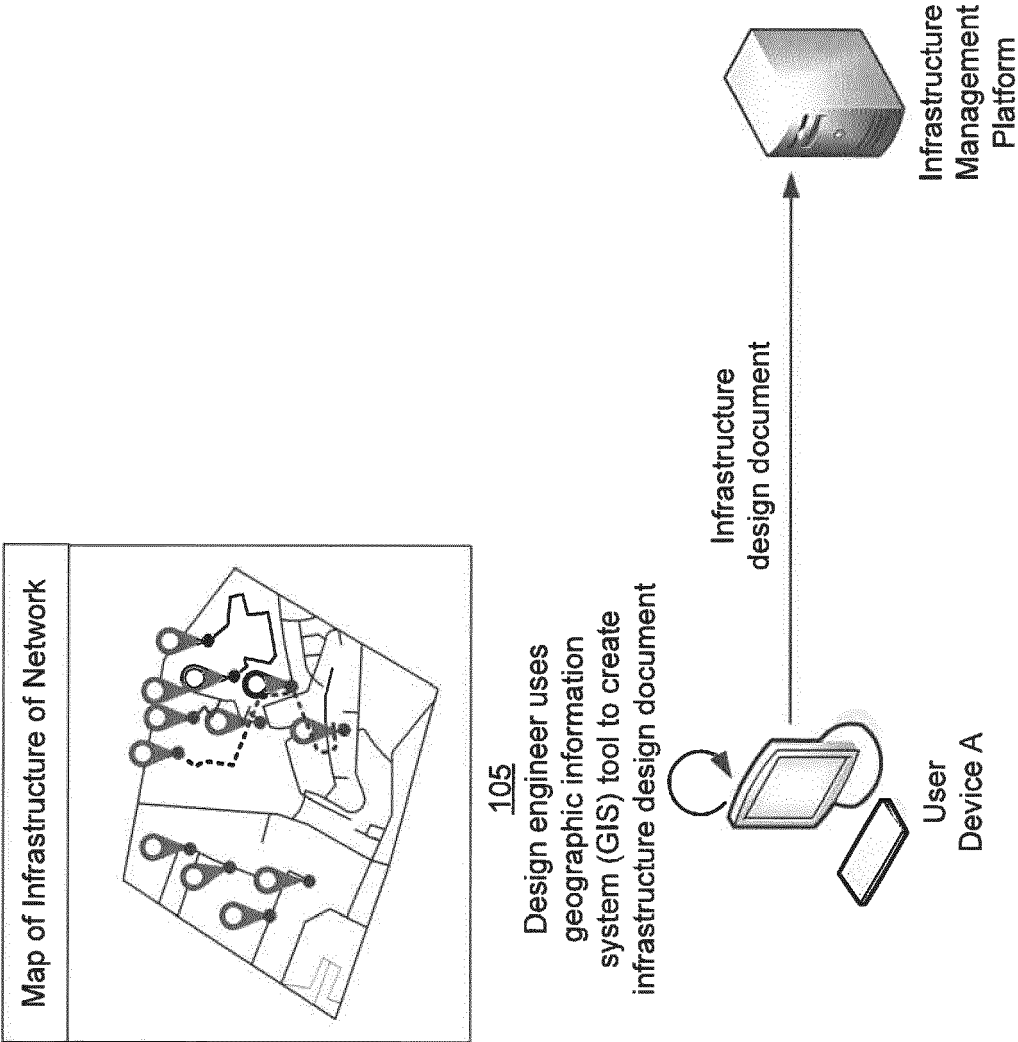 Map of Infrastructure of Network
105
Design engineer uses
geographic information
system (GIS) tool to create
infrastructure design document
Infrastructure
design document
User
Device A
Infrastructure
Management
Platform